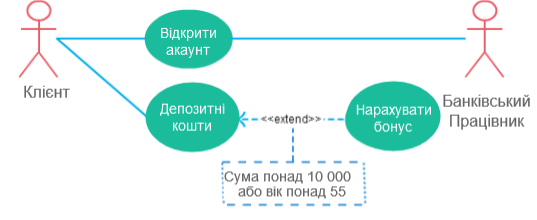 Відкрити
акаунт
Клієнт
Депозитні
кошти
<<extend>>
Нарахувати
бонус
Банківський
Працівник
Сума понад 10 000
або вік понад 55